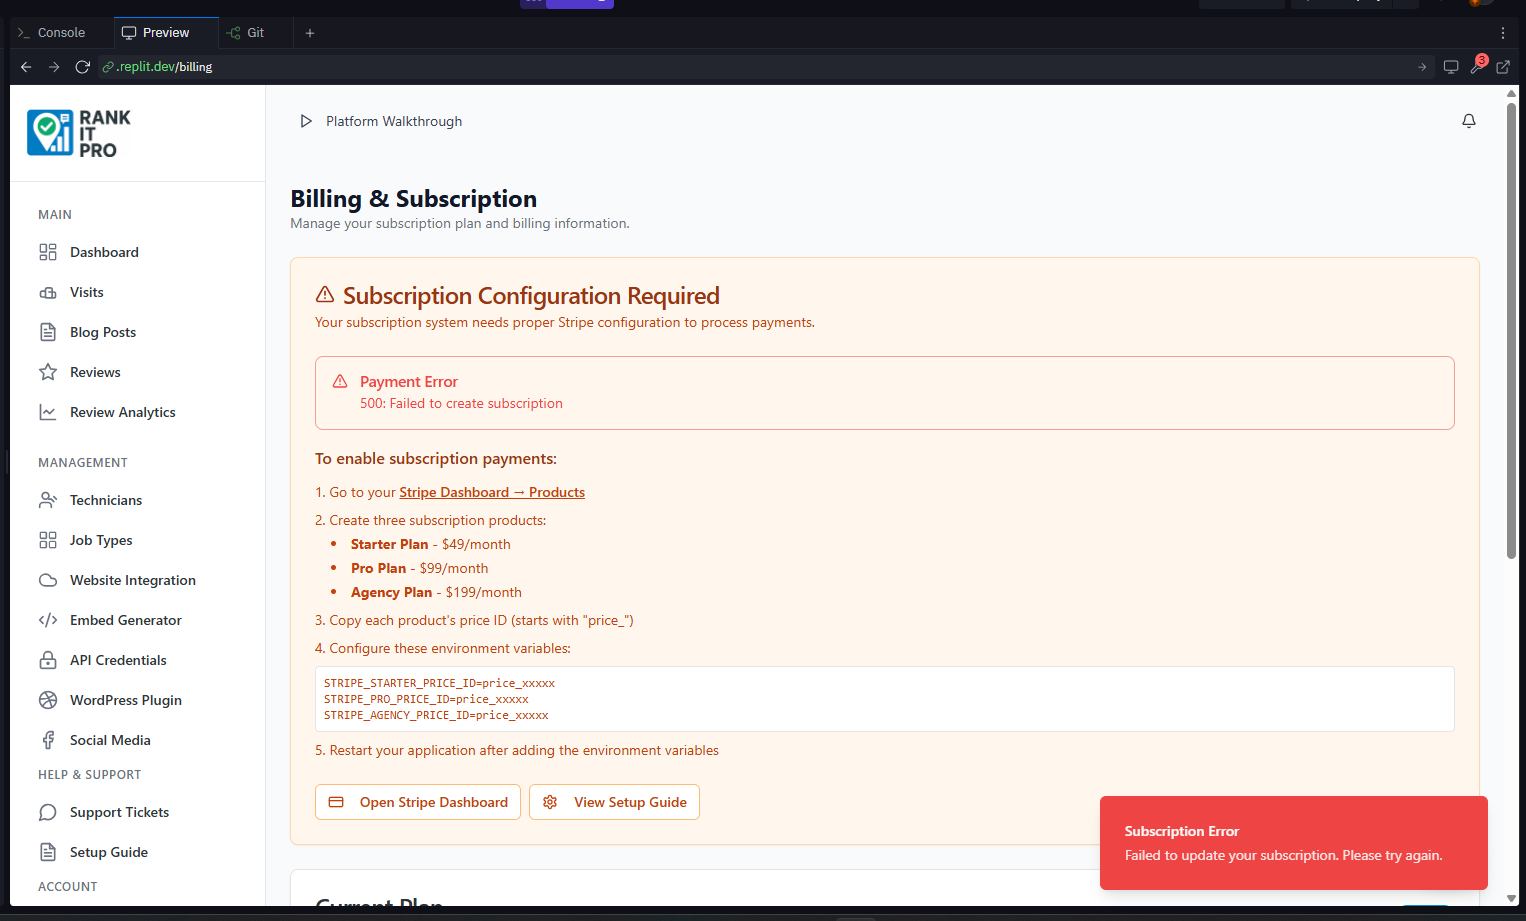 Console
Preview
Git
3
.replit.dev/billing
RANK
IT
PRO
Platform Walkthrough
MAIN
Dashboard
Visits
Blog Posts
Reviews
Review Analytics
MANAGEMENT
Technicians
Job Types
Website Integration
Embed Generator
API Credentials
WordPress Plugin
Social Media
HELP & SUPPORT
Support Tickets
Setup Guide
ACCOUNT
Billing & Subscription
Manage your subscription plan and billing information.
Subscription Configuration Required
Your subscription system needs proper Stripe configuration to process payments.
Payment Error
500: Failed to create subscription
To enable subscription payments:
1. Go to your Stripe Dashboard → Products
2. Create three subscription products:
• Starter Plan - $49/month
• Pro Plan - $99/month
• Agency Plan - $199/month
3. Copy each product's price ID (starts with "price_")
4. Configure these environment variables:
STRIPE_STARTER_PRICE_ID=price_xxxxx
STRIPE_PRO_PRICE_ID=price_xxxxx
STRIPE_AGENCY_PRICE_ID=price_xxxxx
5. Restart your application after adding the environment variables
Open Stripe Dashboard
View Setup Guide
Current Plan
Subscription Error
Failed to update your subscription. Please try again.